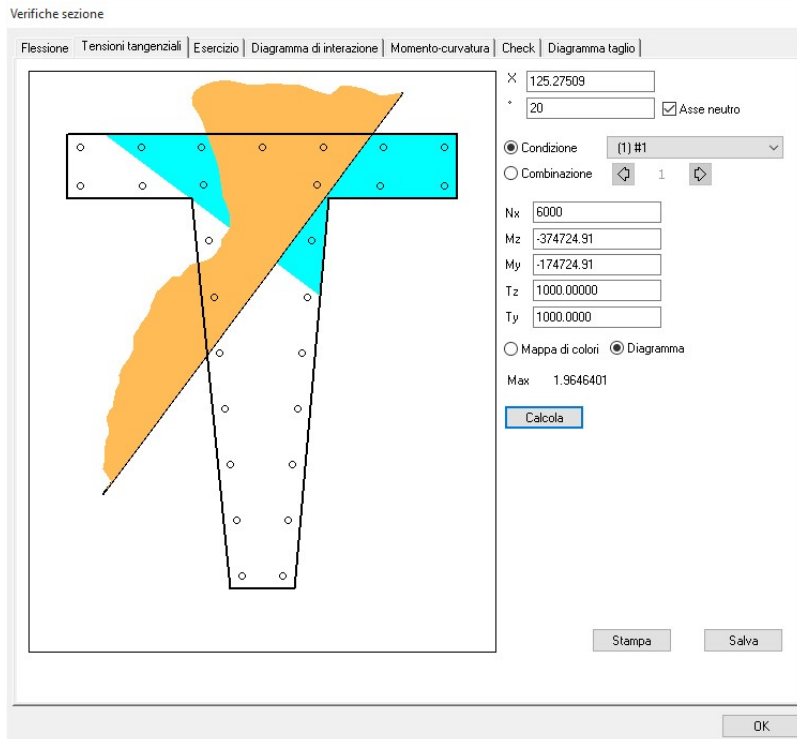 Verifiche sezione
Flessione Tensioni tangenziali Esercizio Diagramma di interazione Momento-curvatura Check Diagramma taglio
X 125.27509
° 20 Asse neutro
Condizione (1) #1
Combinazione 1
Nx 6000
Mz -374724.91
My -174724.91
Tz 1000.00000
Ty 1000.0000
Mappa di colori Diagramma
Max 1.9646401
Calcola
Stampa Salva
OK